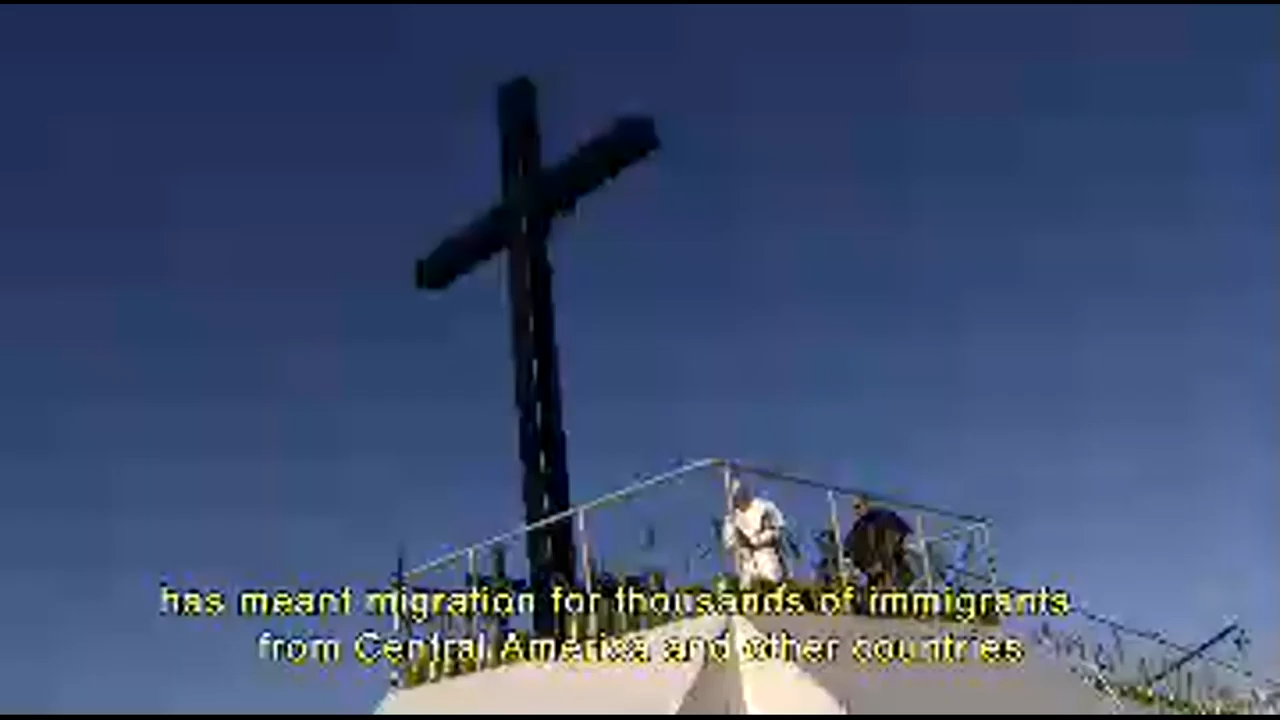 has meant migration for thousands of immigrants
from Central America and other countries